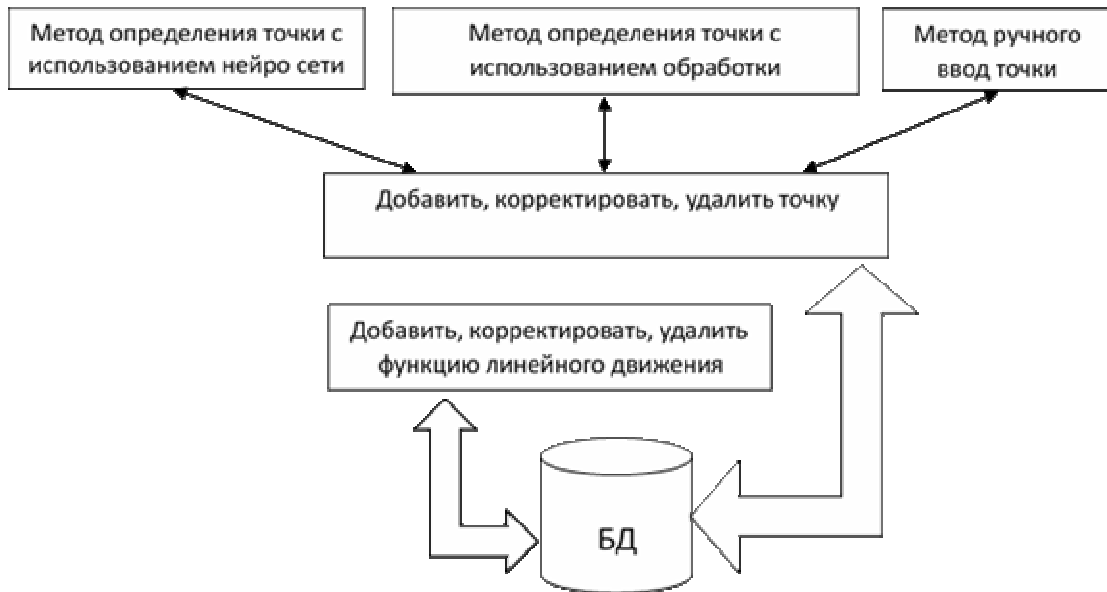 Метод определения точки с
использованием нейро сети
Метод определения точки с
использованием обработки
Метод ручного
ввод точки
Добавить, корректировать, удалить точку
Добавить, корректировать, удалить
функцию линейного движения
БД